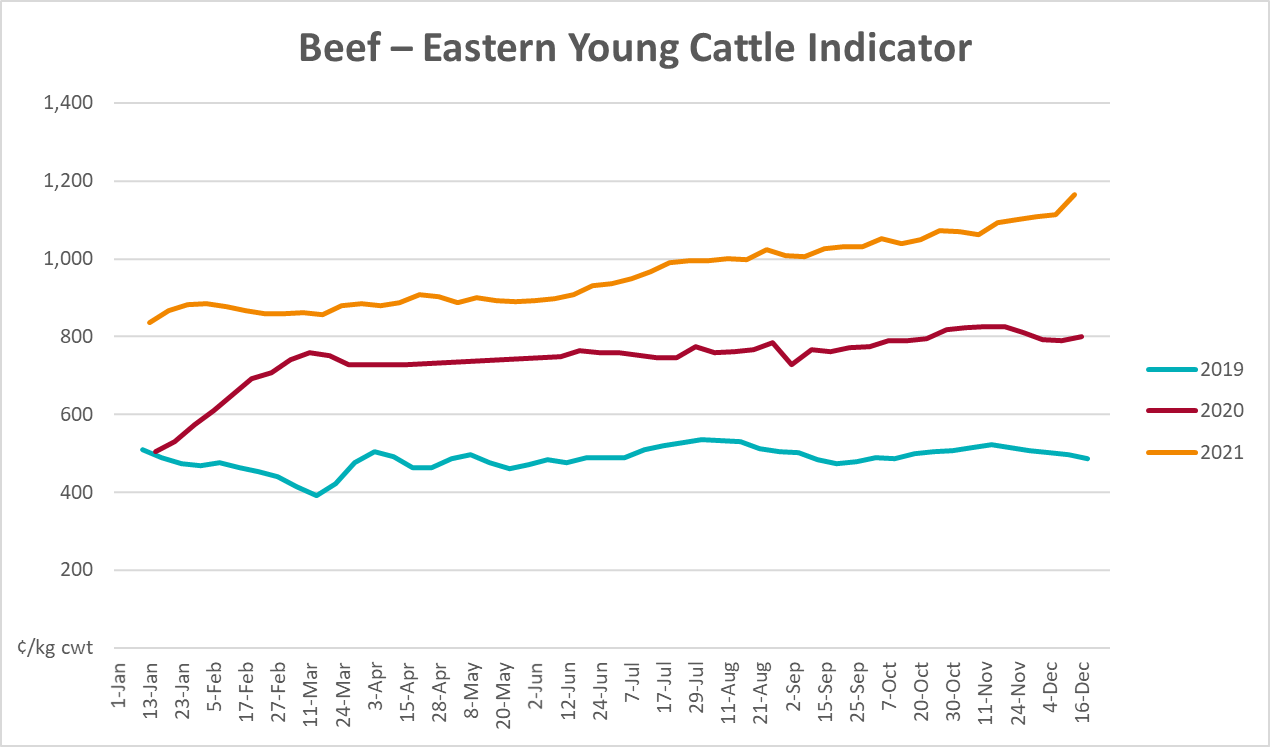 Beef – Eastern Young Cattle Indicator
1,400
1,200
1,000
800
600
400
200
¢/kg cwt
1-Jan
13-Jan
23-Jan
5-Feb
17-Feb
27-Feb
11-Mar
24-Mar
3-Apr
15-Apr
28-Apr
8-May
20-May
2-Jun
12-Jun
24-Jun
7-Jul
17-Jul
29-Jul
11-Aug
21-Aug
2-Sep
15-Sep
25-Sep
7-Oct
20-Oct
30-Oct
11-Nov
24-Nov
4-Dec
16-Dec
2019
2020
2021